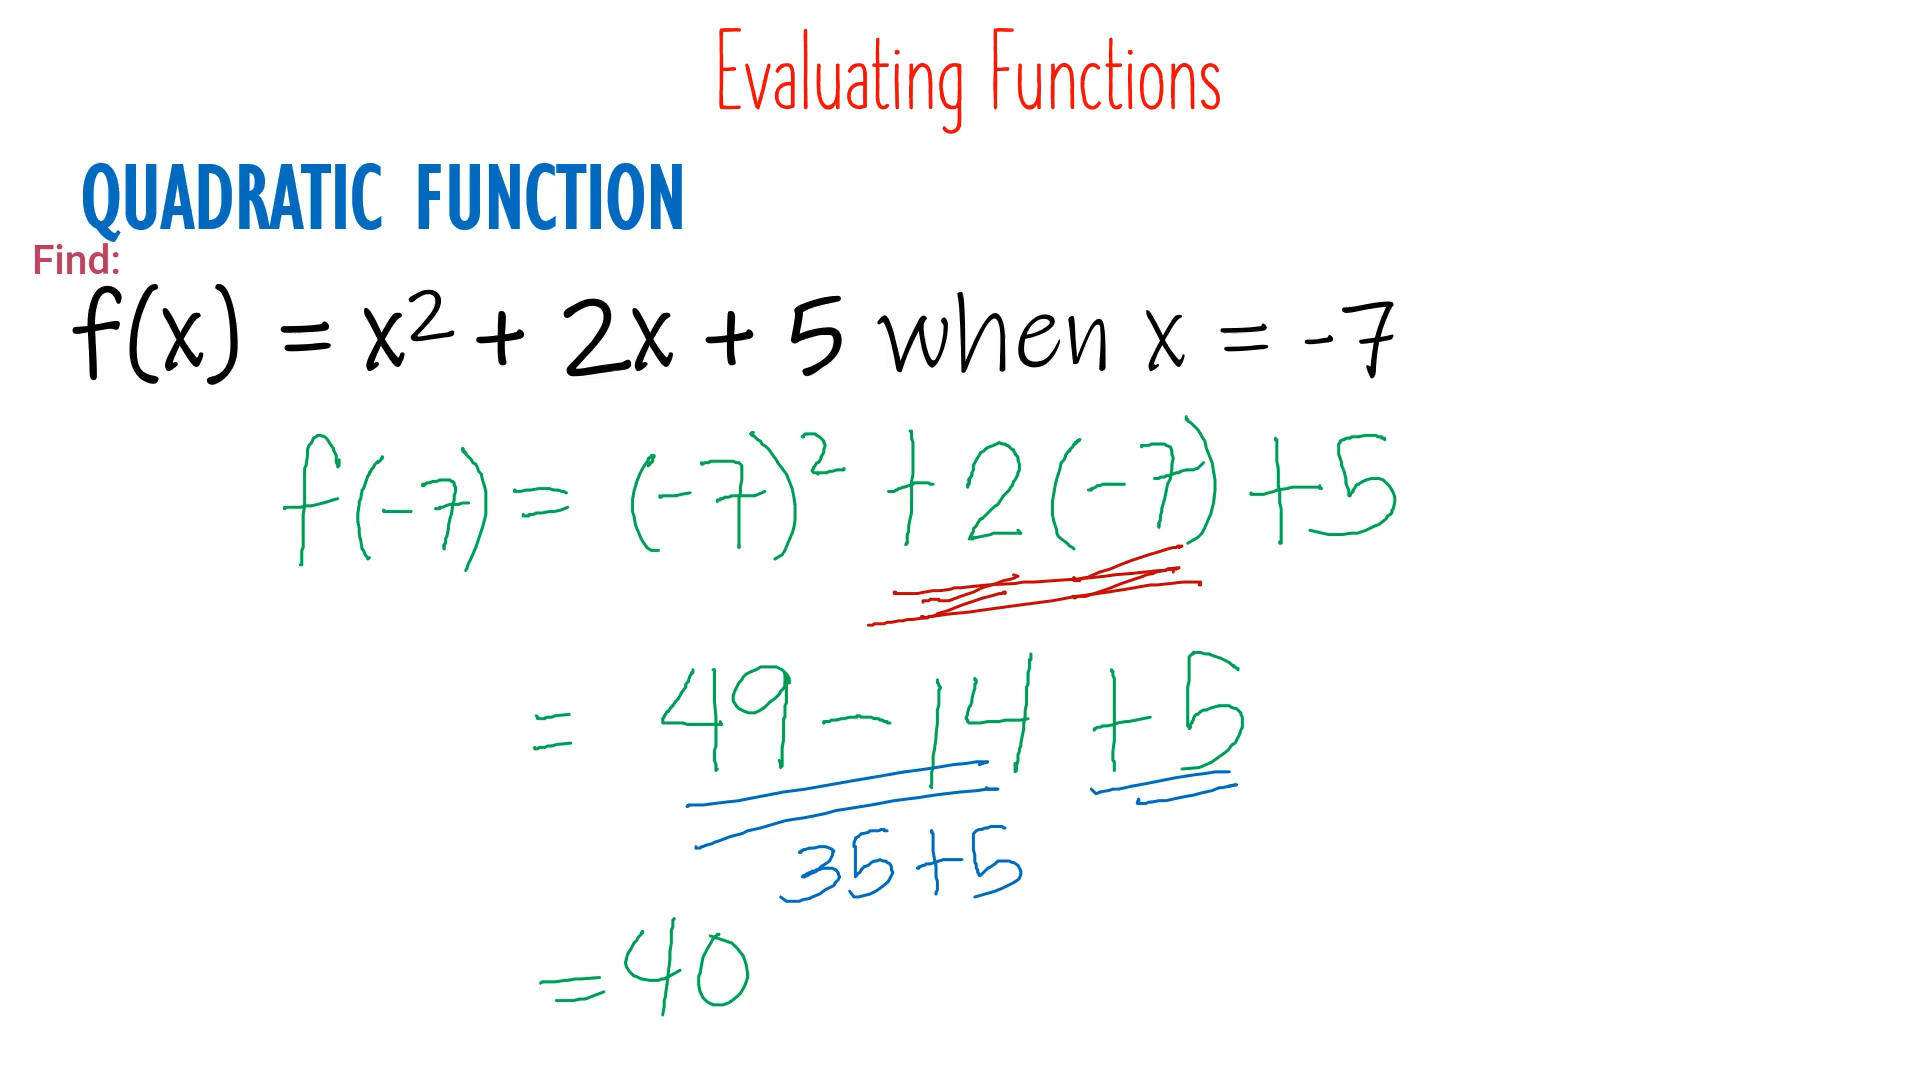 Evaluating Functions
QUADRATIC FUNCTION
Find:
f(x) = x² + 2x + 5 when x = -7
f(-7) = (-7)² + 2(-7) + 5
= 49 - 14 + 5
35 + 5
= 40